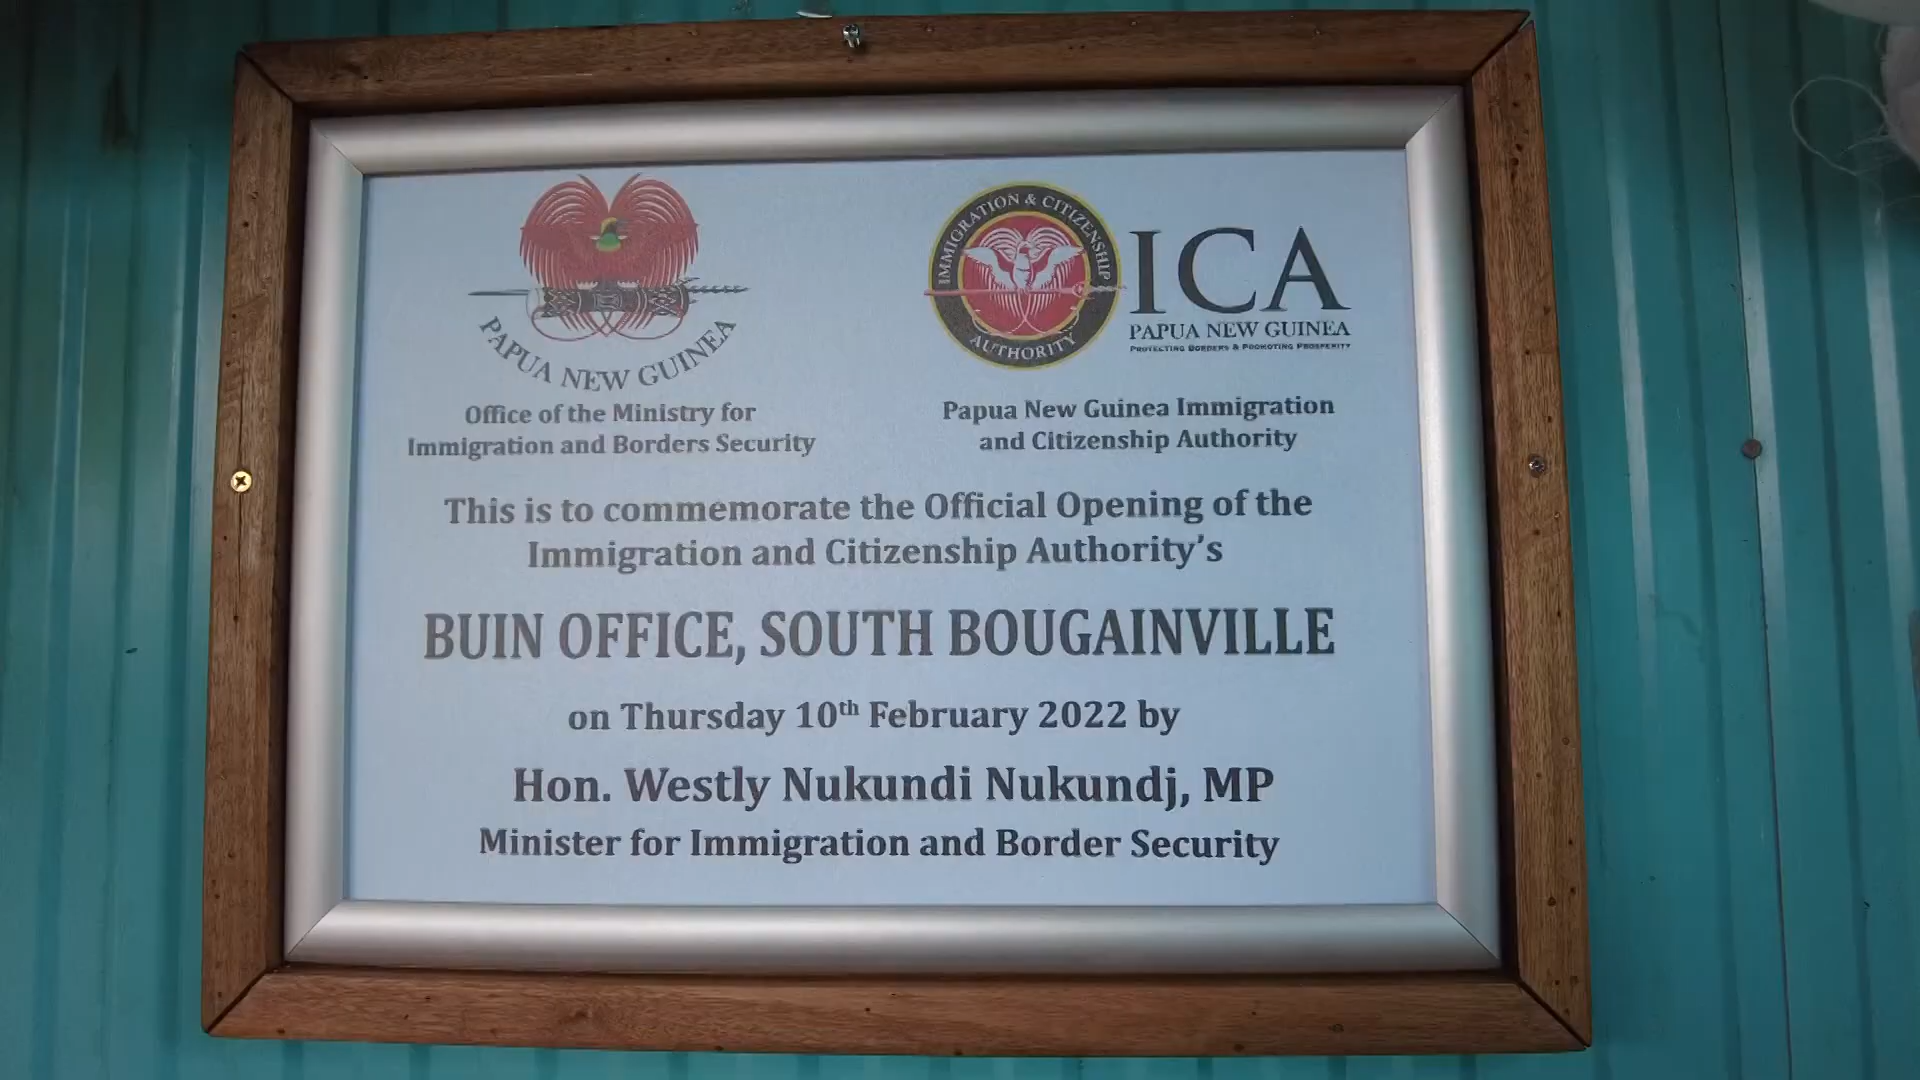 PAPUA NEW GUINEA
Office of the Ministry for
Immigration and Borders Security
IMMIGRATION & CITIZENSHIP
AUTHORITY
ICA
PAPUA NEW GUINEA
PROTECTING BORDERS & PROMOTING PROSPERITY
Papua New Guinea Immigration
and Citizenship Authority
This is to commemorate the Official Opening of the
Immigration and Citizenship Authority's
BUIN OFFICE, SOUTH BOUGAINVILLE
on Thursday 10th February 2022 by
Hon. Westly Nukundi Nukundj, MP
Minister for Immigration and Border Security